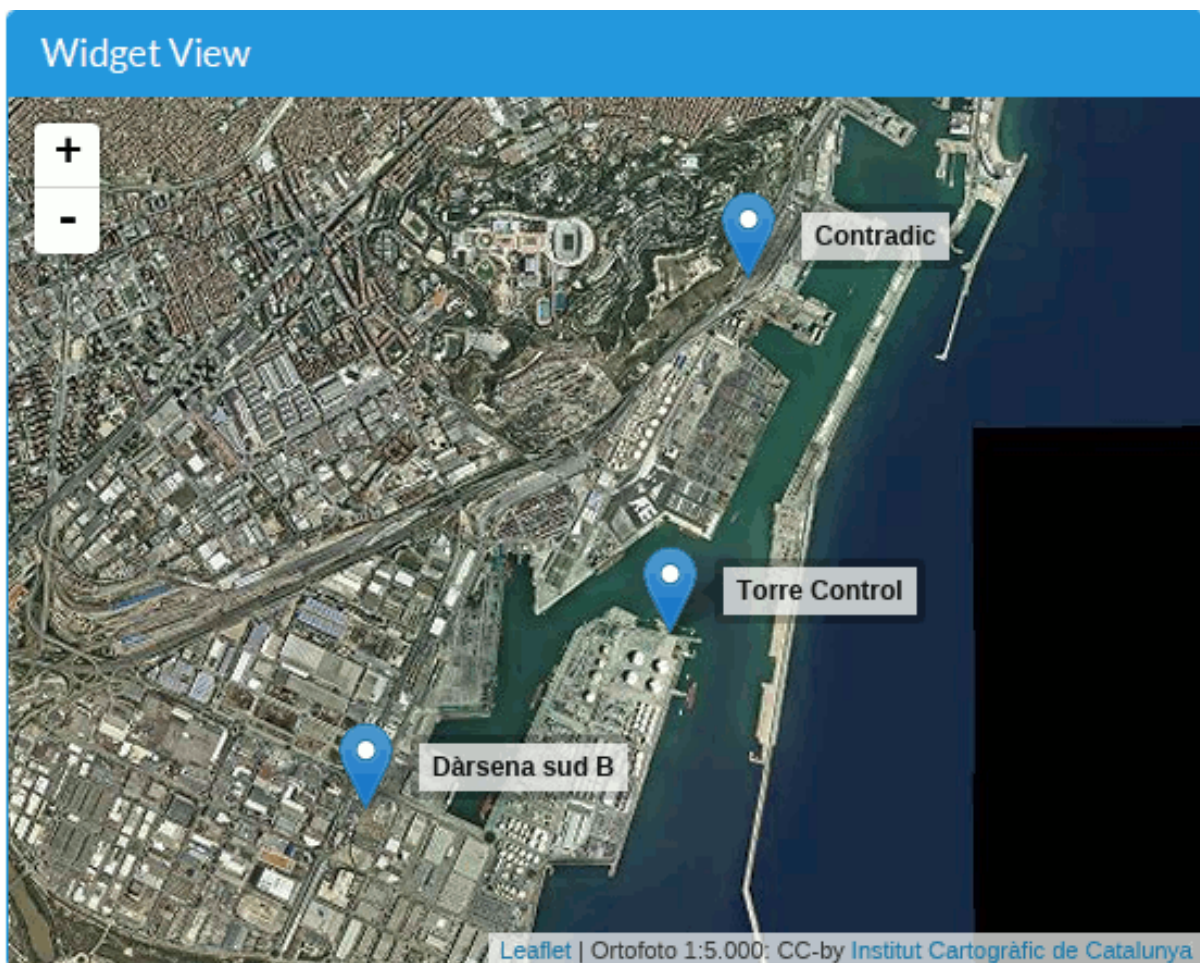 Widget View
+
-
Contradic
Torre Control
Dàrsena sud B
Leaflet | Ortofoto 1:5.000: CC-by Institut Cartogràfic de Catalunya